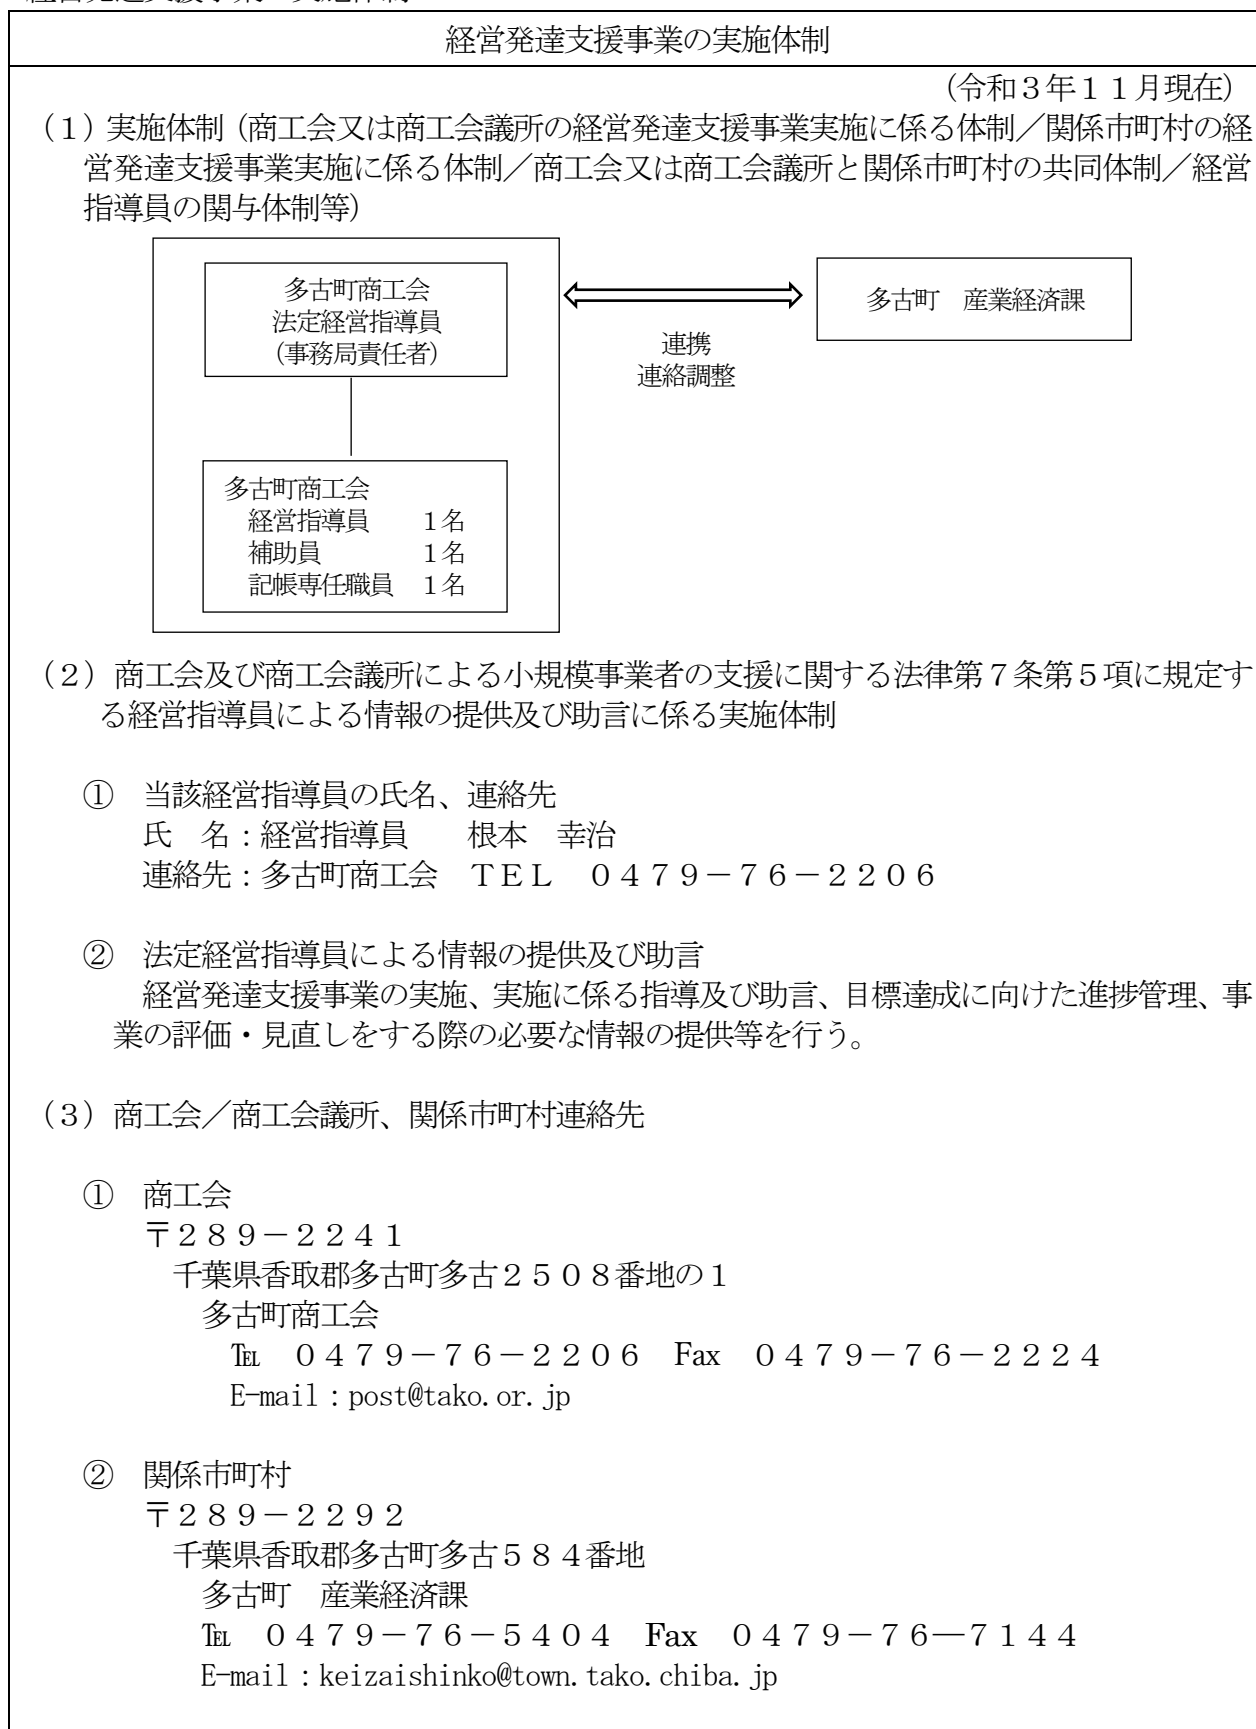 経営発達支援事業の実施体制
（令和３年１１月現在）
（１）実施体制（商工会又は商工会議所の経営発達支援事業実施に係る体制／関係市町村の経
営発達支援事業実施に係る体制／商工会又は商工会議所と関係市町村の共同体制／経営
指導員の関与体制等）
多古町商工会
法定経営指導員
（事務局責任者）
連携
連絡調整
多古町　産業経済課
多古町商工会
経営指導員　　１名
補助員　　　　１名
記帳専任職員　１名
（２）商工会及び商工会議所による小規模事業者の支援に関する法律第７条第５項に規定す
る経営指導員による情報の提供及び助言に係る実施体制
①　当該経営指導員の氏名、連絡先
氏　名：経営指導員　　根本　幸治
連絡先：多古町商工会　ＴＥＬ　０４７９－７６－２２０６
②　法定経営指導員による情報の提供及び助言
経営発達支援事業の実施、実施に係る指導及び助言、目標達成に向けた進捗管理、事
業の評価・見直しをする際の必要な情報の提供等を行う。
（３）商工会／商工会議所、関係市町村連絡先
①　商工会
〒２８９－２２４１
千葉県香取郡多古町多古２５０８番地の１
多古町商工会
℡　０４７９－７６－２２０６　Fax　０４７９－７６－２２２４
E-mail：post@tako.or.jp
②　関係市町村
〒２８９－２２９２
千葉県香取郡多古町多古５８４番地
多古町　産業経済課
℡　０４７９－７６－５４０４　Fax　０４７９－７６―７１４４
E-mail：keizaishinko@town.tako.chiba.jp